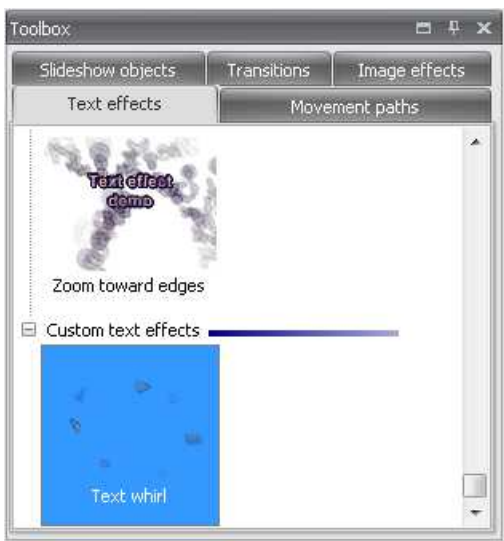 Toolbox
Slideshow objects
Transitions
Image effects
Text effects
Movement paths
Text effect
demo
Zoom toward edges
Custom text effects
Text whirl